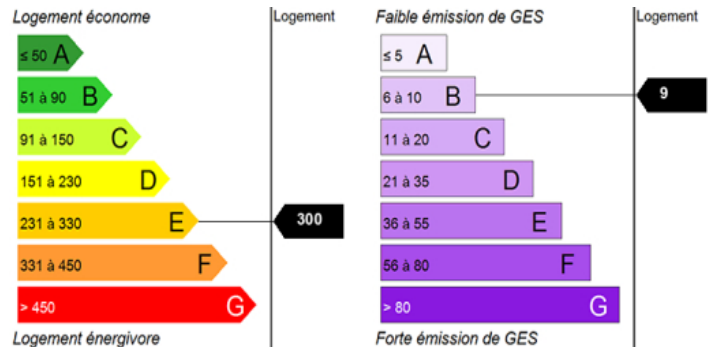 Logement économe
Logement
≤ 50 A
51 à 90 B
91 à 150 C
151 à 230 D
231 à 330 E
300
331 à 450 F
> 450 G
Logement énergivore
Faible émission de GES
Logement
≤ 5 A
6 à 10 B
9
11 à 20 C
21 à 35 D
36 à 55 E
56 à 80 F
> 80 G
Forte émission de GES